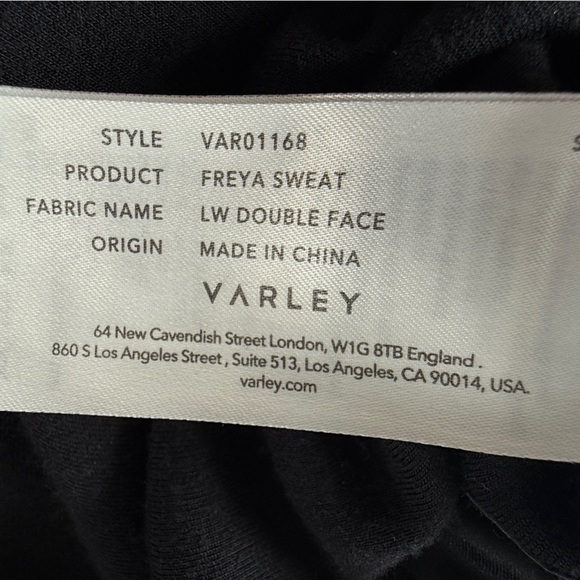 STYLE VAR01168
PRODUCT FREYA SWEAT
FABRIC NAME LW DOUBLE FACE
ORIGIN MADE IN CHINA
VARLEY
64 New Cavendish Street London, W1G 8TB England.
860 S Los Angeles Street, Suite 513, Los Angeles, CA 90014, USA.
varley.com